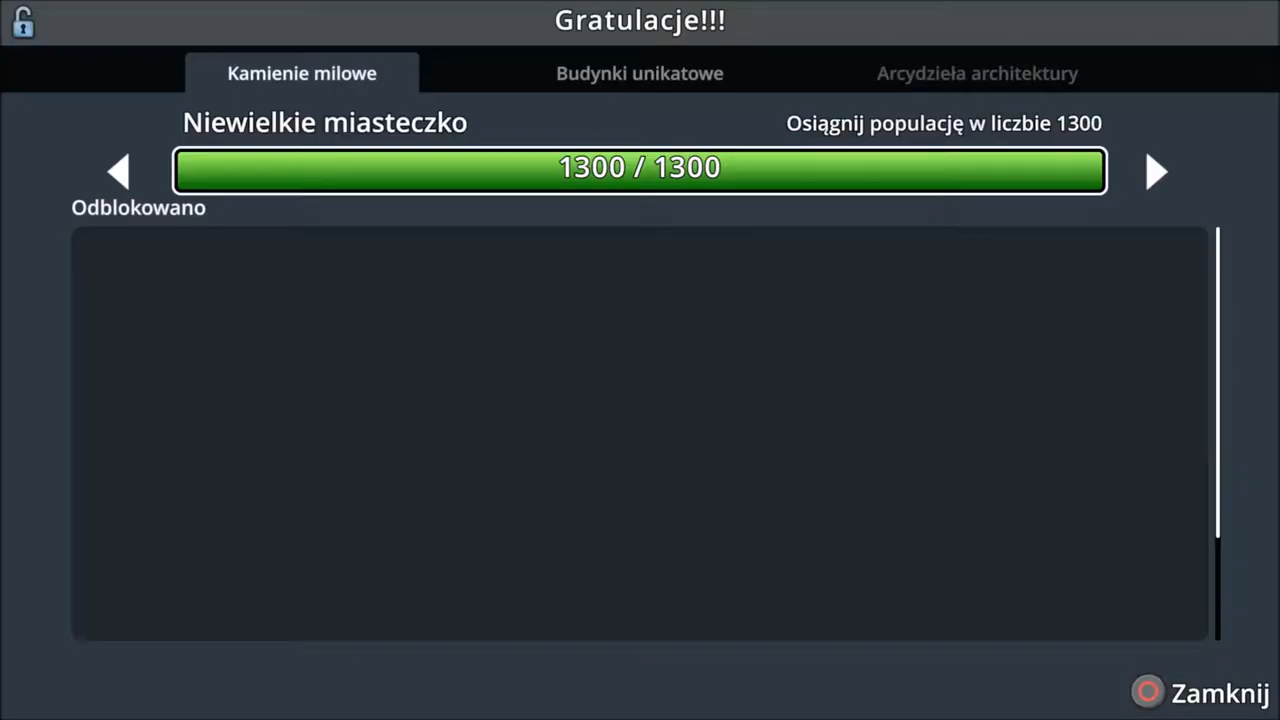 Gratulacje!!!
Kamienie milowe
Budynki unikatowe
Arcydzieła architektury
Niewielkie miasteczko
Osiągnij populację w liczbie 1300
1300 / 1300
Odblokowano
Zamknij